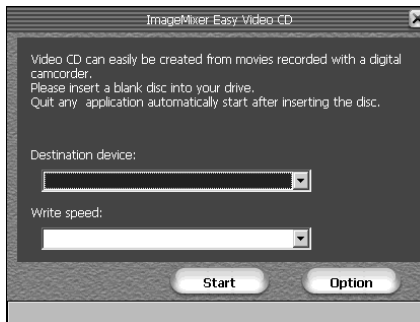 ImageMixer Easy Video CD
Video CD can easily be created from movies recorded with a digital
camcorder.
Please insert a blank disc into your drive.
Quit any application automatically start after inserting the disc.
Destination device:
Write speed:
Start
Option